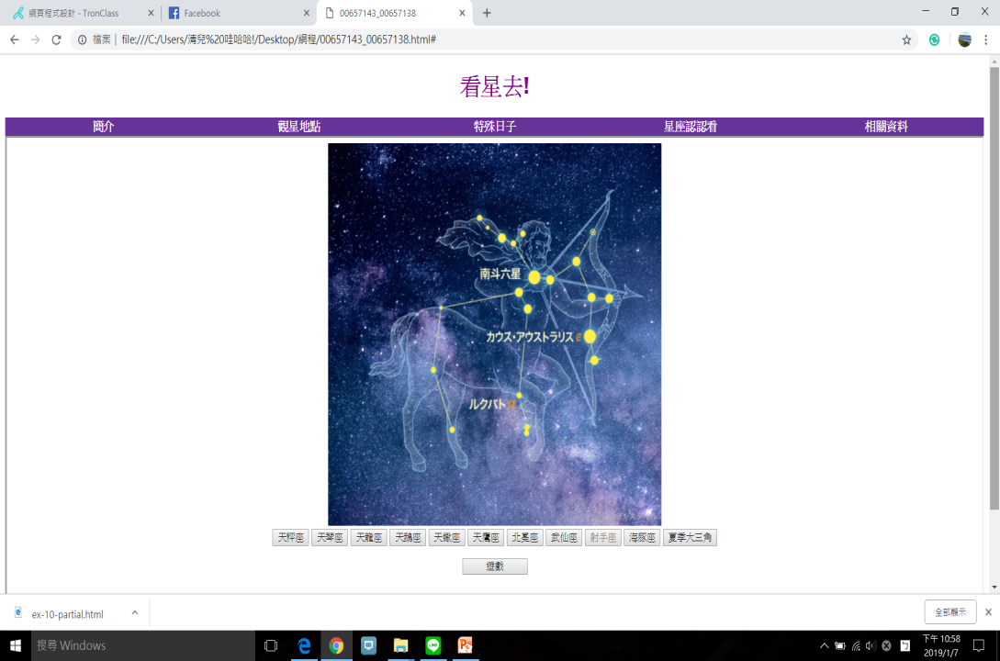 網頁程式設計 - TronClass
Facebook
00657143_00657138
檔案 | file:///C:/Users/清兒%20哇哈哈!/Desktop/網程/00657143_00657138.html#
看星去!
簡介 觀星地點 特殊日子 星座認認看 相關資料
南斗六星
カウス・アウストラリス ε
ルクバト α
天秤座 天琴座 天龍座 天鵝座 天蠍座 天鷹座 北冕座 武仙座 射手座 海豚座 夏季大三角
遊戲
ex-10-partial.html
全部顯示
搜尋 Windows
下午 10:58
2019/1/7